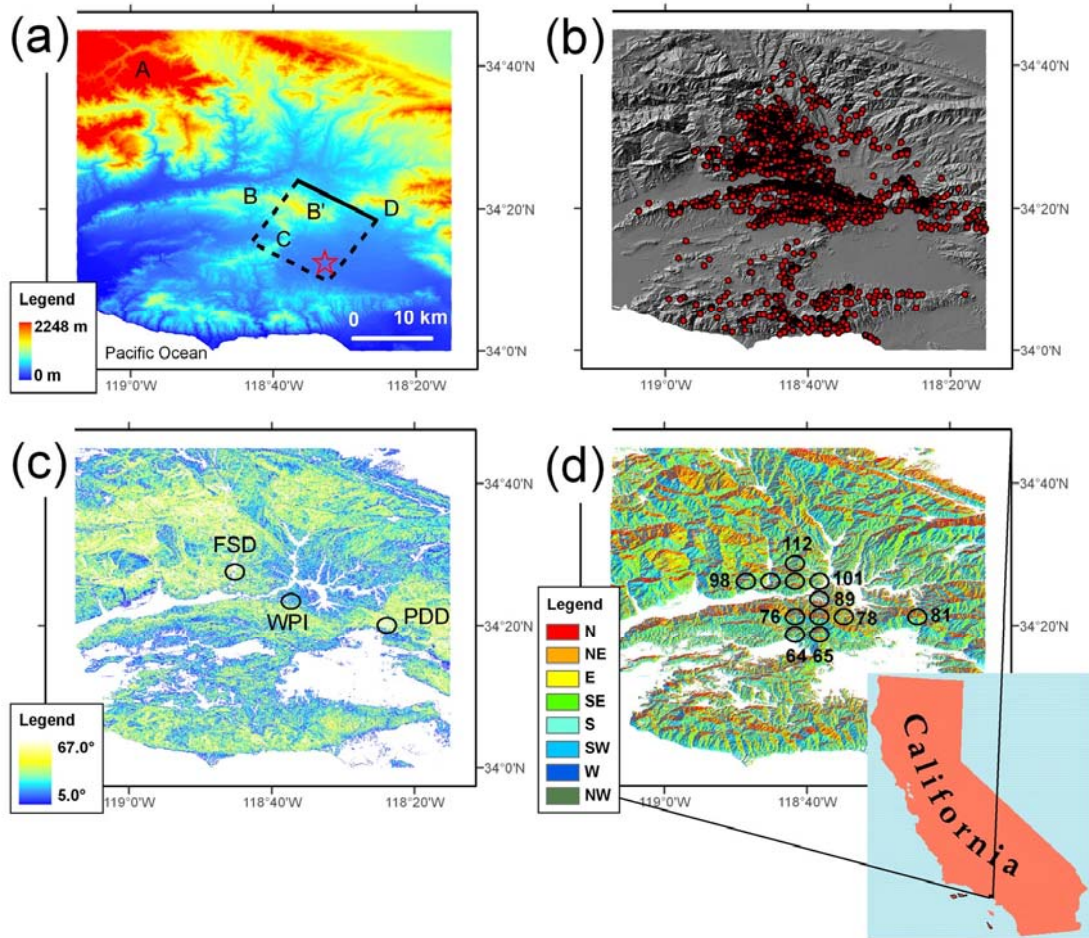 (a)
A
B
B'
C
D
Legend
2248 m
0 m
0 10 km
Pacific Ocean
34°40'N
34°20'N
34°0'N
119°0'W 118°40'W 118°20'W
(b)
34°40'N
34°20'N
34°0'N
119°0'W 118°40'W 118°20'W
(c)
FSD
WPI
PDD
Legend
67.0°
5.0°
34°40'N
34°20'N
34°0'N
119°0'W 118°40'W 118°20'W
(d)
112
98 101
89
76 78 81
64 65
Legend
N
NE
E
SE
S
SW
W
NW
34°40'N
34°20'N
119°0'W 118°40'W
California